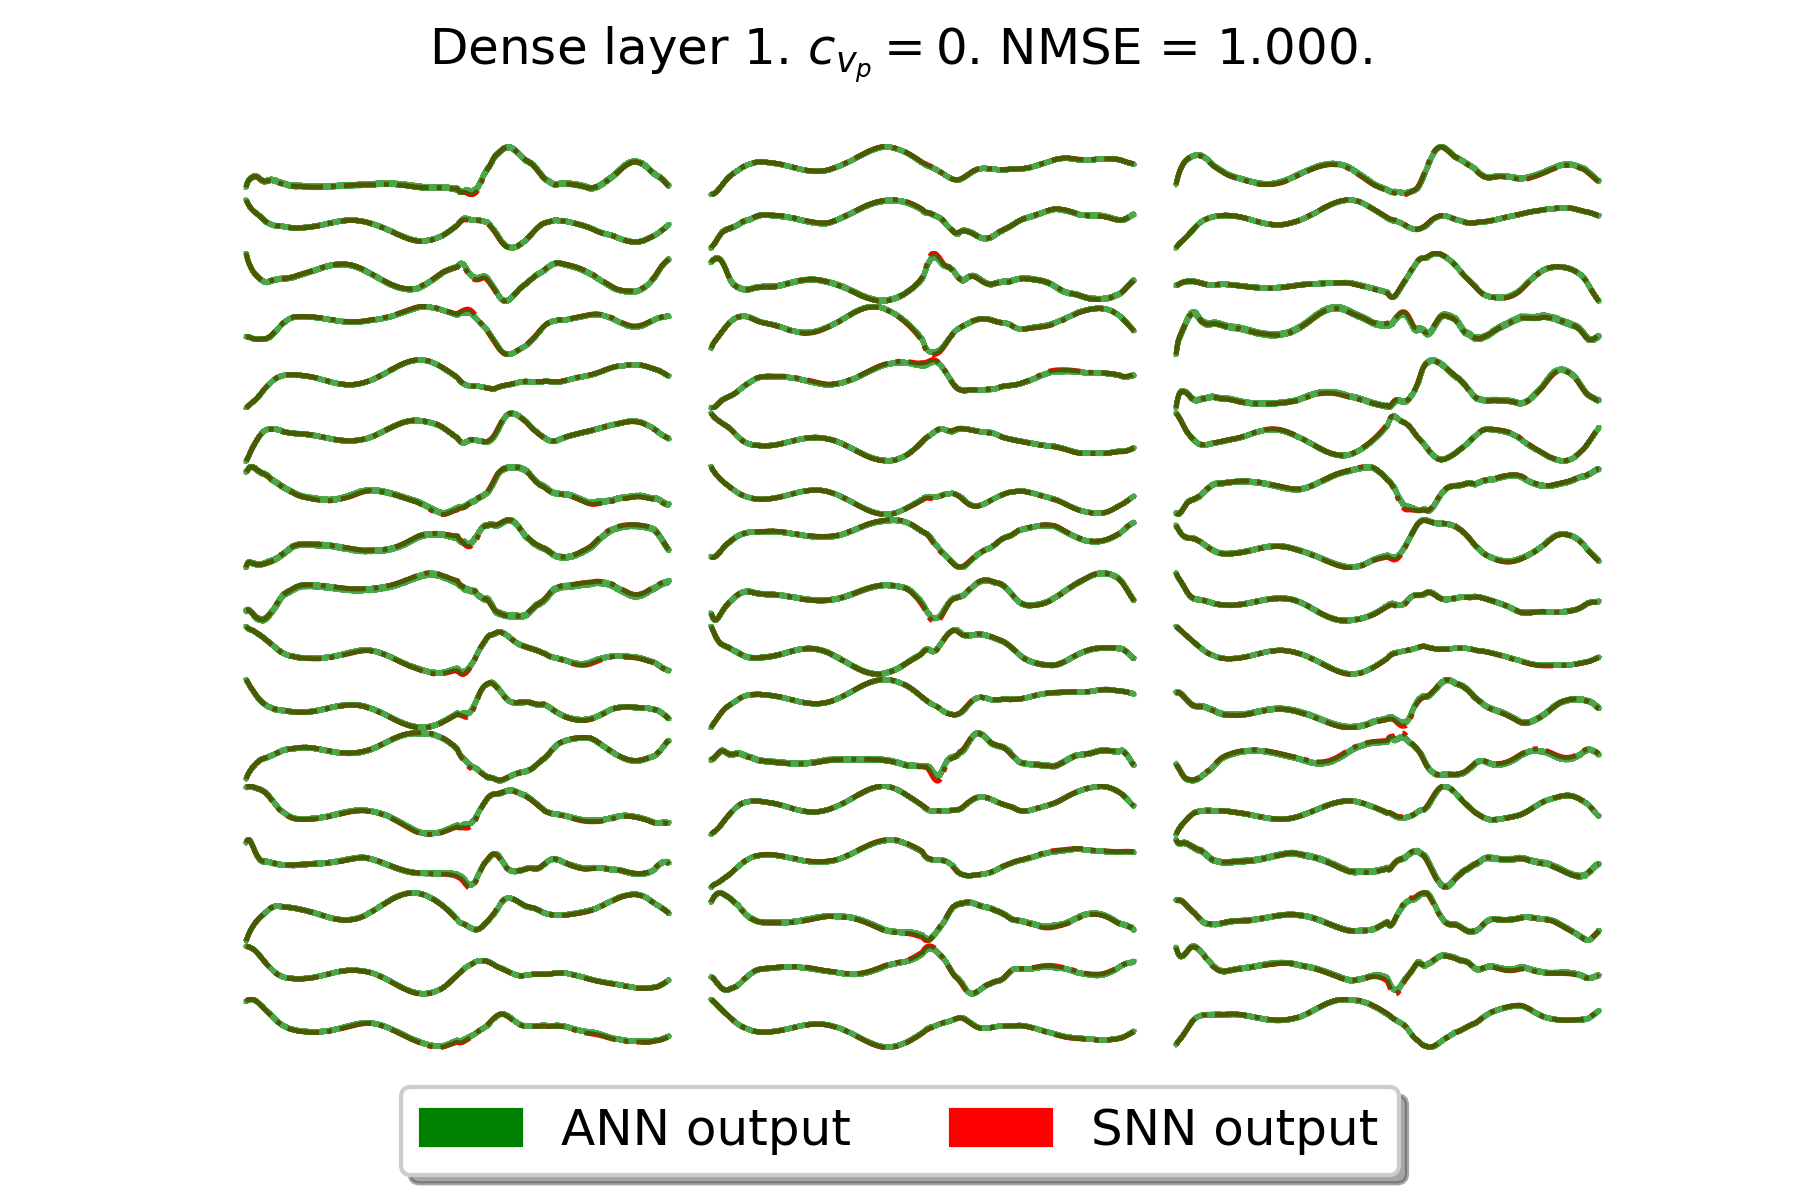 Dense layer 1. $c_{v_p} = 0$. NMSE = 1.000.
ANN output
SNN output